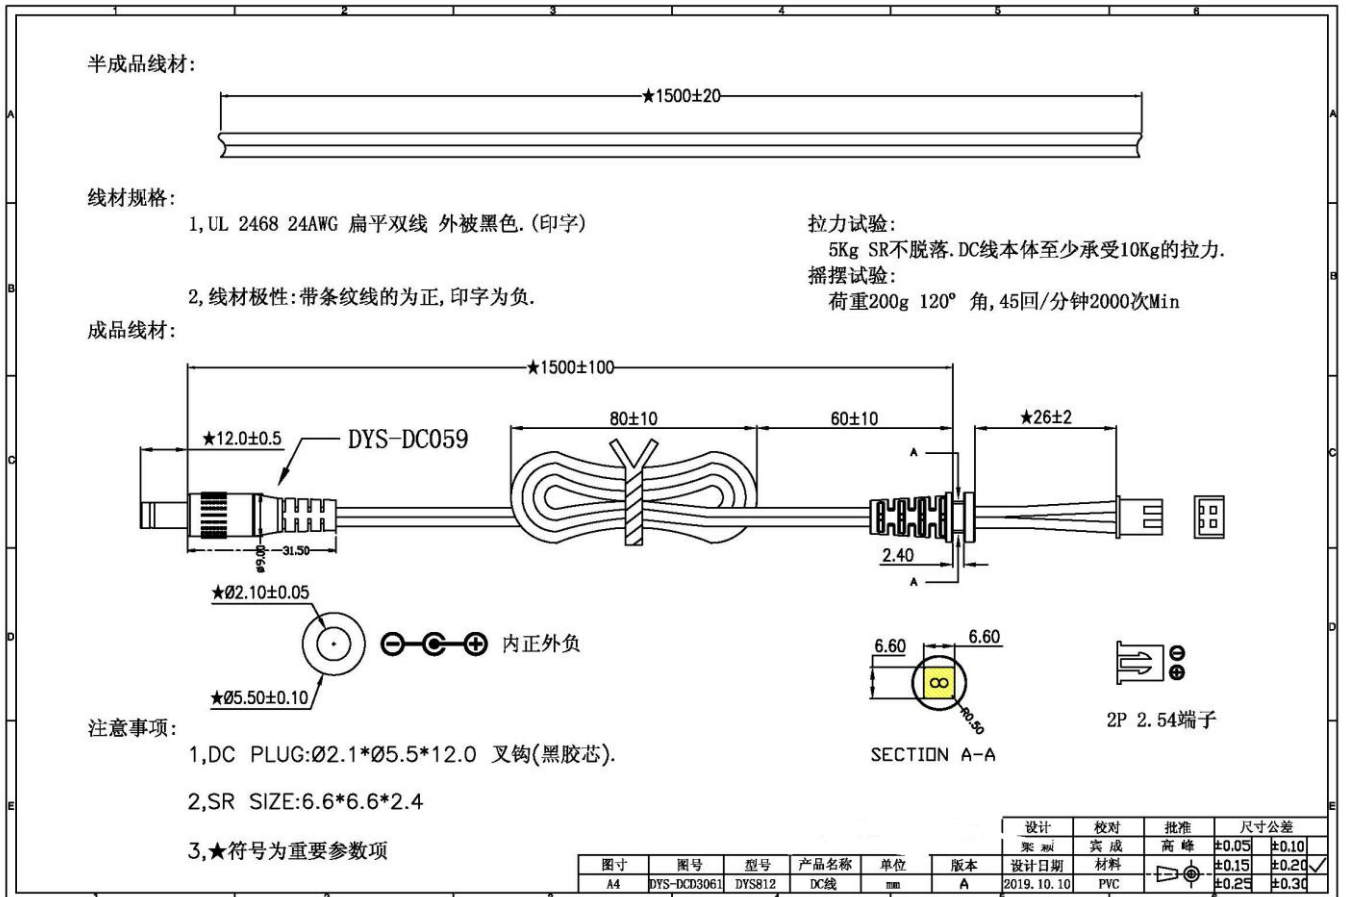 1 2 3 4 5 6
半成品线材:
★1500±20
A A
线材规格:
1,UL 2468 24AWG 扁平双线 外被黑色.(印字)
拉力试验:
5Kg SR不脱落.DC线本体至少承受10Kg的拉力.
摇摆试验:
B B
2,线材极性:带条纹线的为正,印字为负.
荷重200g 120° 角,45回/分钟2000次Min
成品线材:
★1500±100
80±10 60±10 ★26±2
★12.0±0.5 DYS-DC059
A
C C
Ø9.00 31.50
2.40
A
★Ø2.10±0.05
D D
内正外负
6.60 6.60
R0.50
★Ø5.50±0.10
2P 2.54端子
注意事项:
1,DC PLUG:Ø2.1*Ø5.5*12.0 叉钩(黑胶芯).
SECTION A-A
2,SR SIZE:6.6*6.6*2.4
E E
3,★符号为重要参数项
设计 校对 批准 尺寸公差
宾成 高峰 ±0.05 ±0.10
图寸 图号 型号 产品名称 单位 版本 设计日期 材料 ±0.15 ±0.20
A4 DYS-DCD3061 DYS812 DC线 mm A 2019.10.10 PVC ±0.25 ±0.30